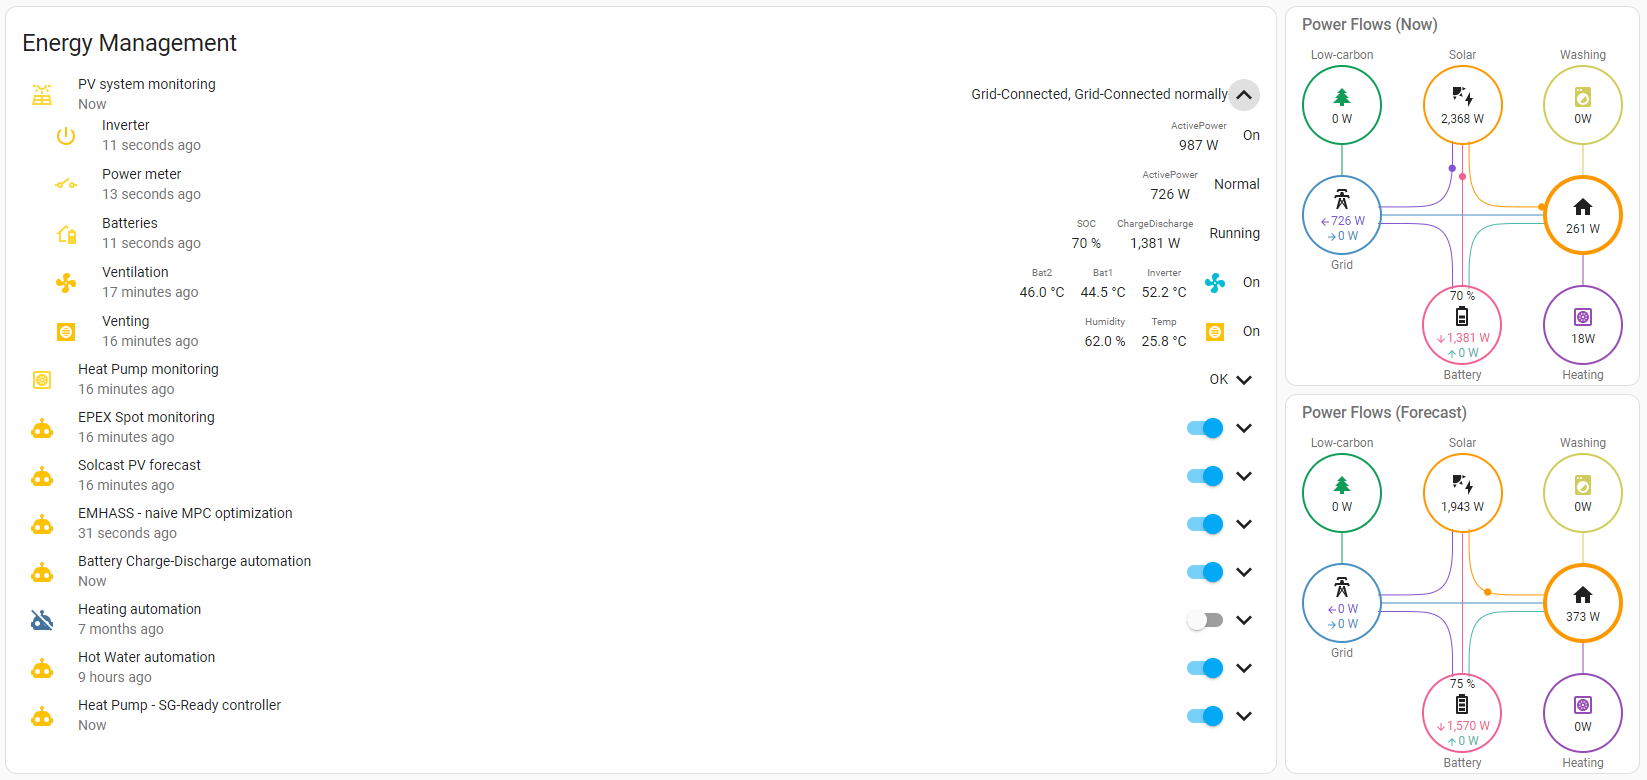 Energy Management
PV system monitoring
Now
Grid-Connected, Grid-Connected normally
Inverter
11 seconds ago
ActivePower
987 W
On
Power meter
13 seconds ago
ActivePower
726 W
Normal
Batteries
11 seconds ago
SOC
70 %
ChargeDischarge
1,381 W
Running
Ventilation
17 minutes ago
Bat2
46.0 °C
Bat1
44.5 °C
Inverter
52.2 °C
On
Venting
16 minutes ago
Humidity
62.0 %
Temp
25.8 °C
On
Heat Pump monitoring
16 minutes ago
OK
EPEX Spot monitoring
16 minutes ago
Solcast PV forecast
16 minutes ago
EMHASS - naive MPC optimization
31 seconds ago
Battery Charge-Discharge automation
Now
Heating automation
7 months ago
Hot Water automation
9 hours ago
Heat Pump - SG-Ready controller
Now
Power Flows (Now)
Low-carbon
0 W
Solar
2,368 W
Washing
0W
←726 W
→0 W
Grid
261 W
70 %
↓1,381 W
↑0 W
Battery
18W
Heating
Power Flows (Forecast)
Low-carbon
0 W
Solar
1,943 W
Washing
0W
←0 W
→0 W
Grid
373 W
75 %
↓1,570 W
↑0 W
Battery
0W
Heating